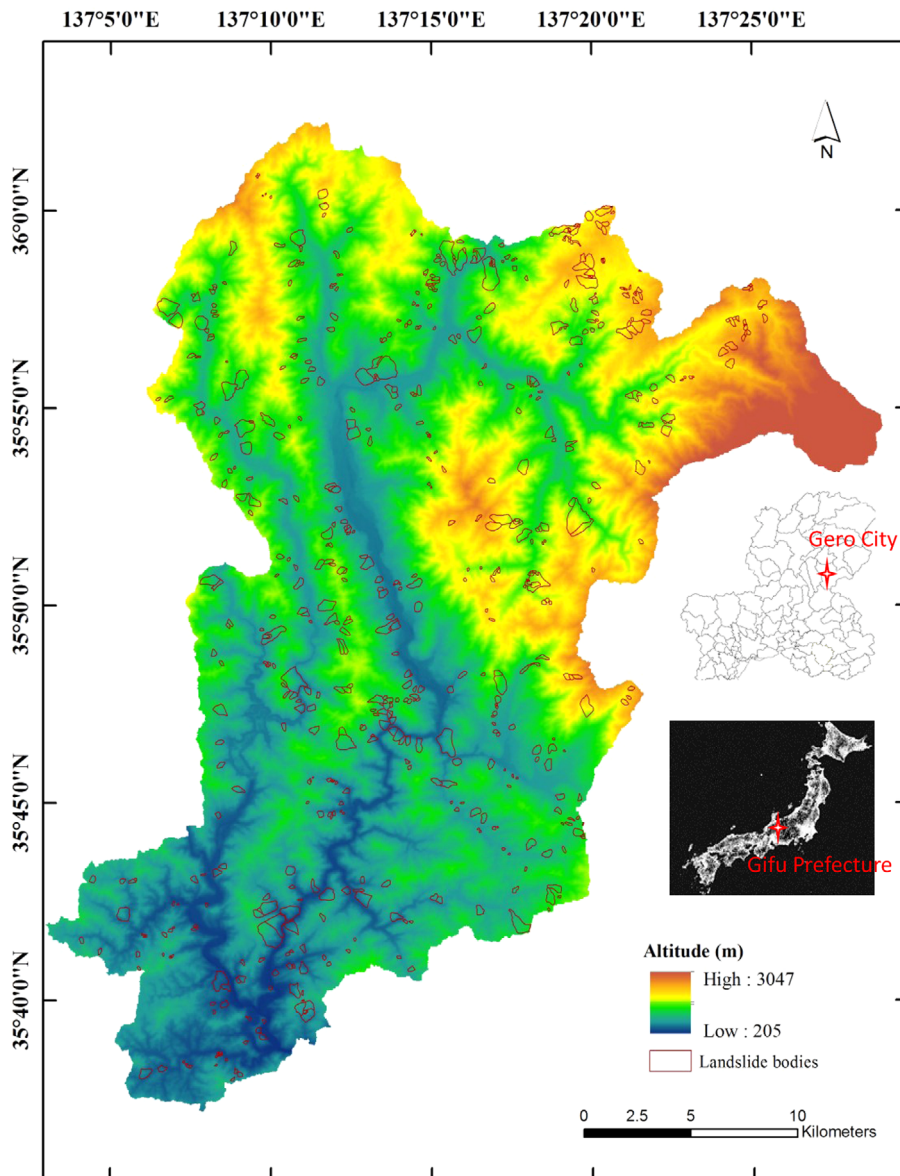 137°5'0"E 137°10'0"E 137°15'0"E 137°20'0"E 137°25'0"E
N
36°0'0"N
35°55'0"N
Gero City
35°50'0"N
35°45'0"N
Gifu Prefecture
Altitude (m)
High : 3047
35°40'0"N
Low : 205
Landslide bodies
0 2.5 5 10
Kilometers